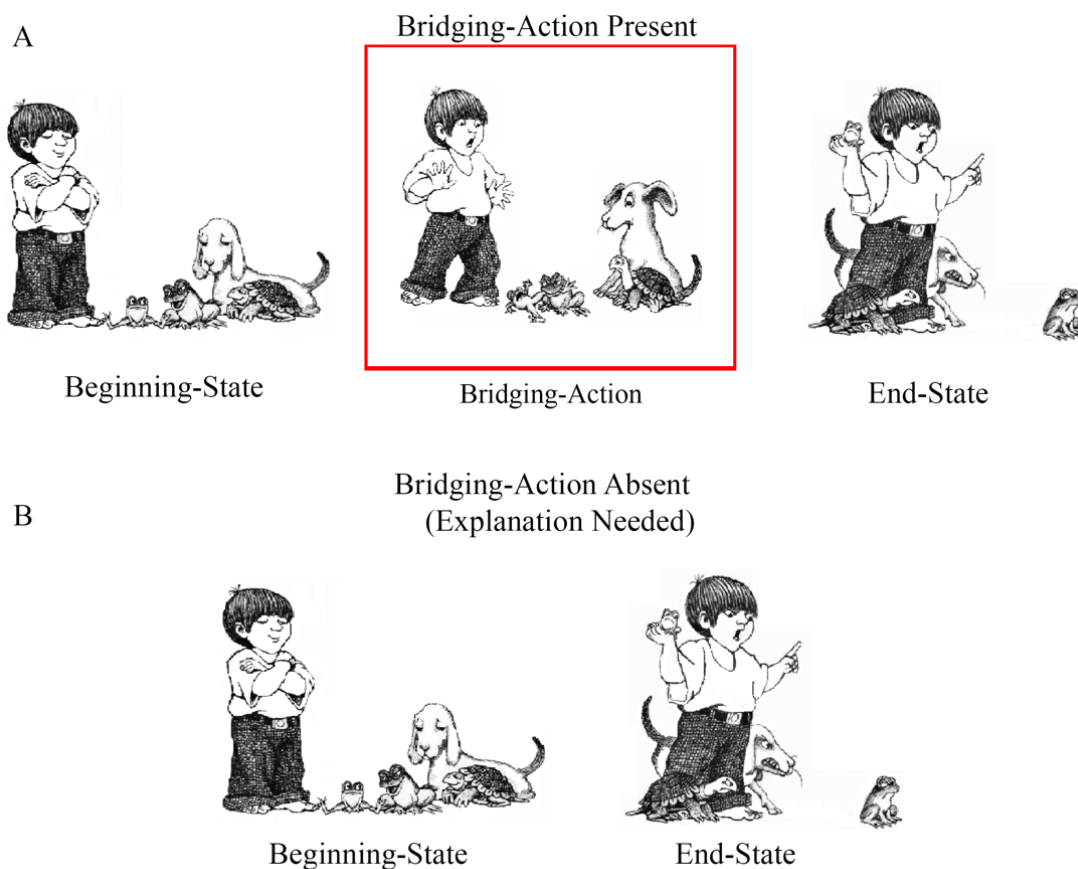 A
Bridging-Action Present
Beginning-State
Bridging-Action
End-State
B
Bridging-Action Absent
(Explanation Needed)
Beginning-State
End-State